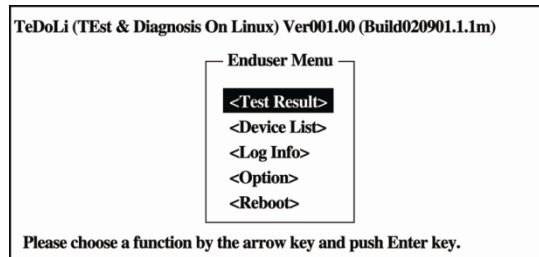 TeDoLi (TEst & Diagnosis On Linux) Ver001.00 (Build020901.1.1m)
Enduser Menu
<Test Result>
<Device List>
<Log Info>
<Option>
<Reboot>
Please choose a function by the arrow key and push Enter key.